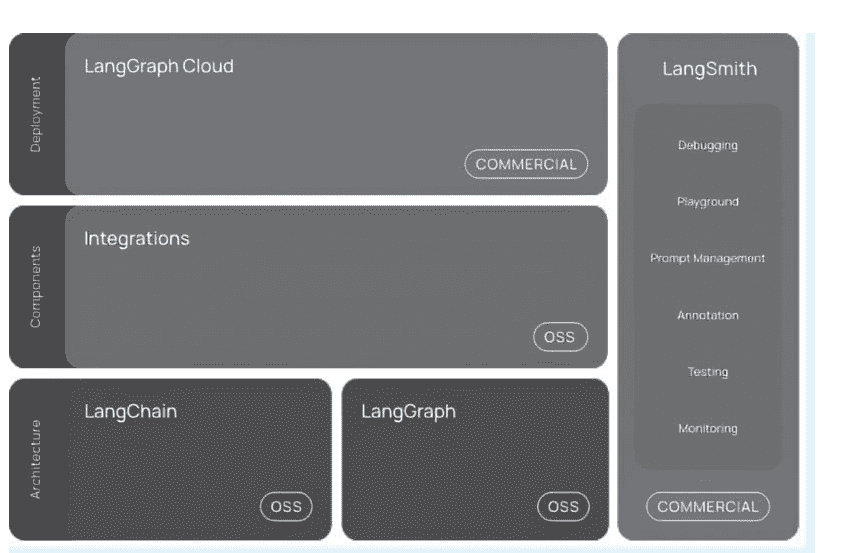 Deployment
LangGraph Cloud
COMMERCIAL
Components
Integrations
OSS
Architecture
LangChain
OSS
LangGraph
OSS
LangSmith
Debugging
Playground
Prompt Management
Annotation
Testing
Monitoring
COMMERCIAL